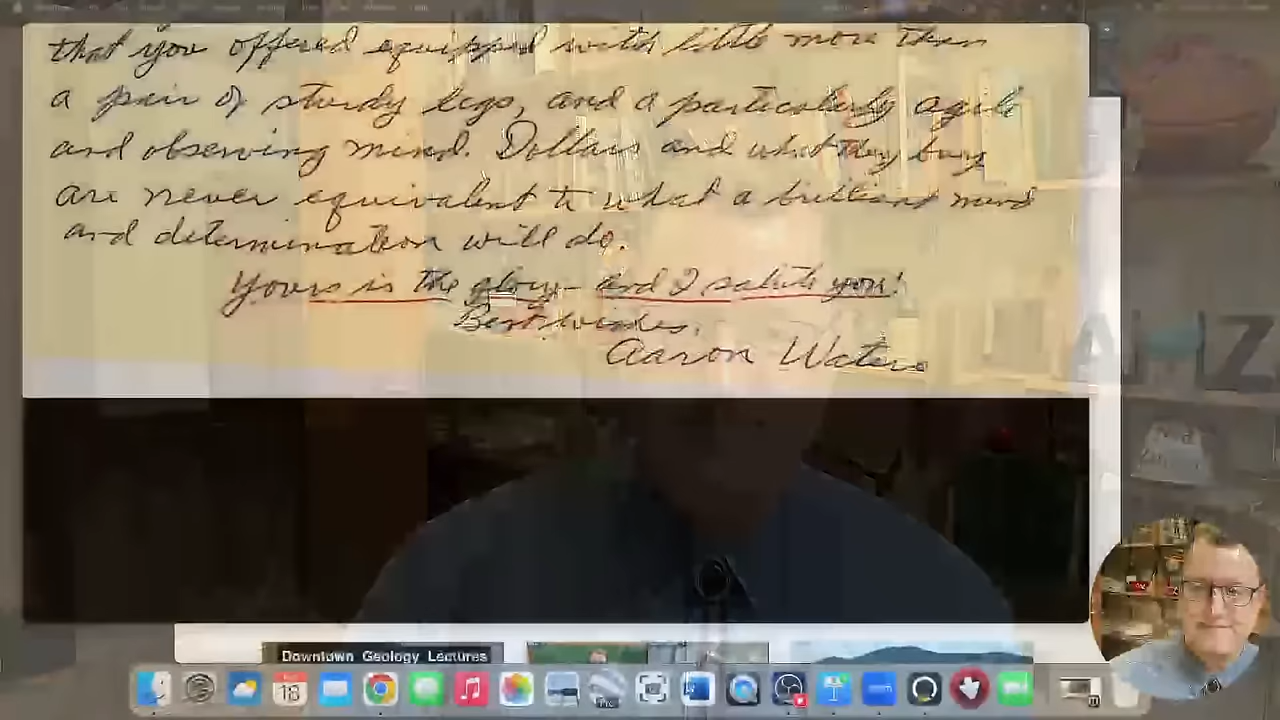 that you offered equipped with little more than
a pair of sturdy legs, and a particularly agile
and observing mind. Dollars and what they buy
are never equivalent to what a brilliant mind
and determination will do.
Yours is the glory - and I salute you!
Best wishes,
Aaron Waters
Downtown Geology Lectures
18